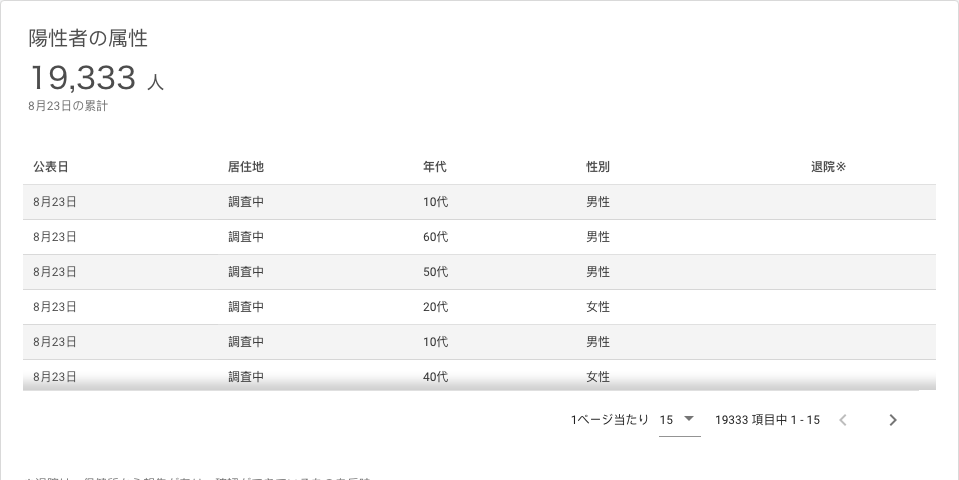 陽性者の属性
19,333 人
8月23日の累計
公表日 居住地 年代 性別 退院※
8月23日 調査中 10代 男性
8月23日 調査中 60代 男性
8月23日 調査中 50代 男性
8月23日 調査中 20代 女性
8月23日 調査中 10代 男性
8月23日 調査中 40代 女性
1ページ当たり 15 19333 項目中 1 - 15